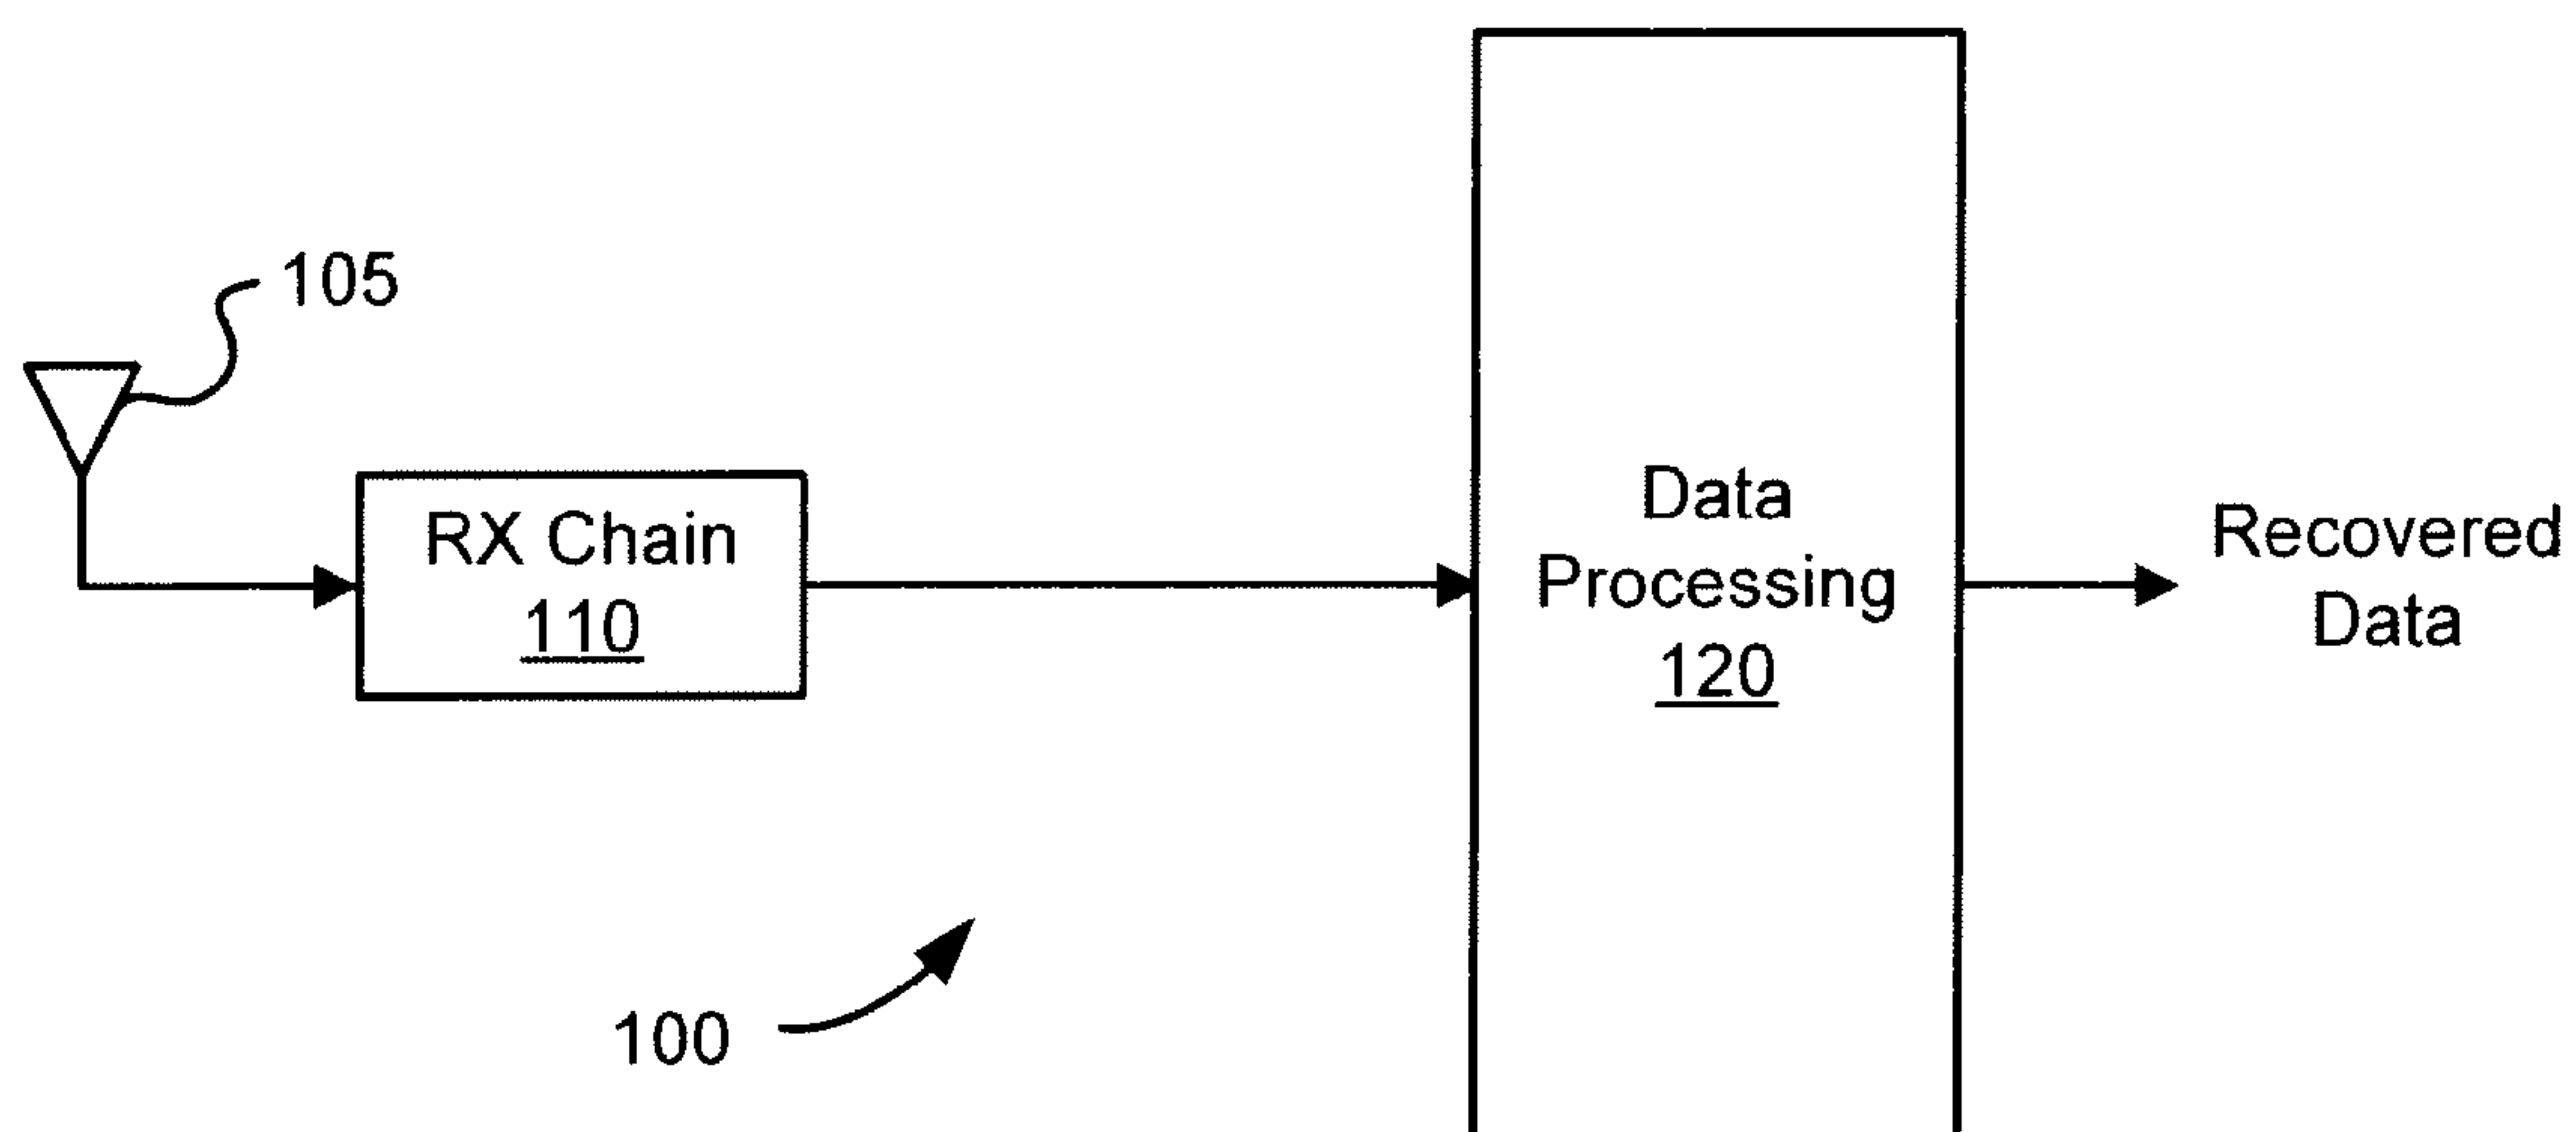 105
RX Chain
110
Data
Processing
120
Recovered
Data
100